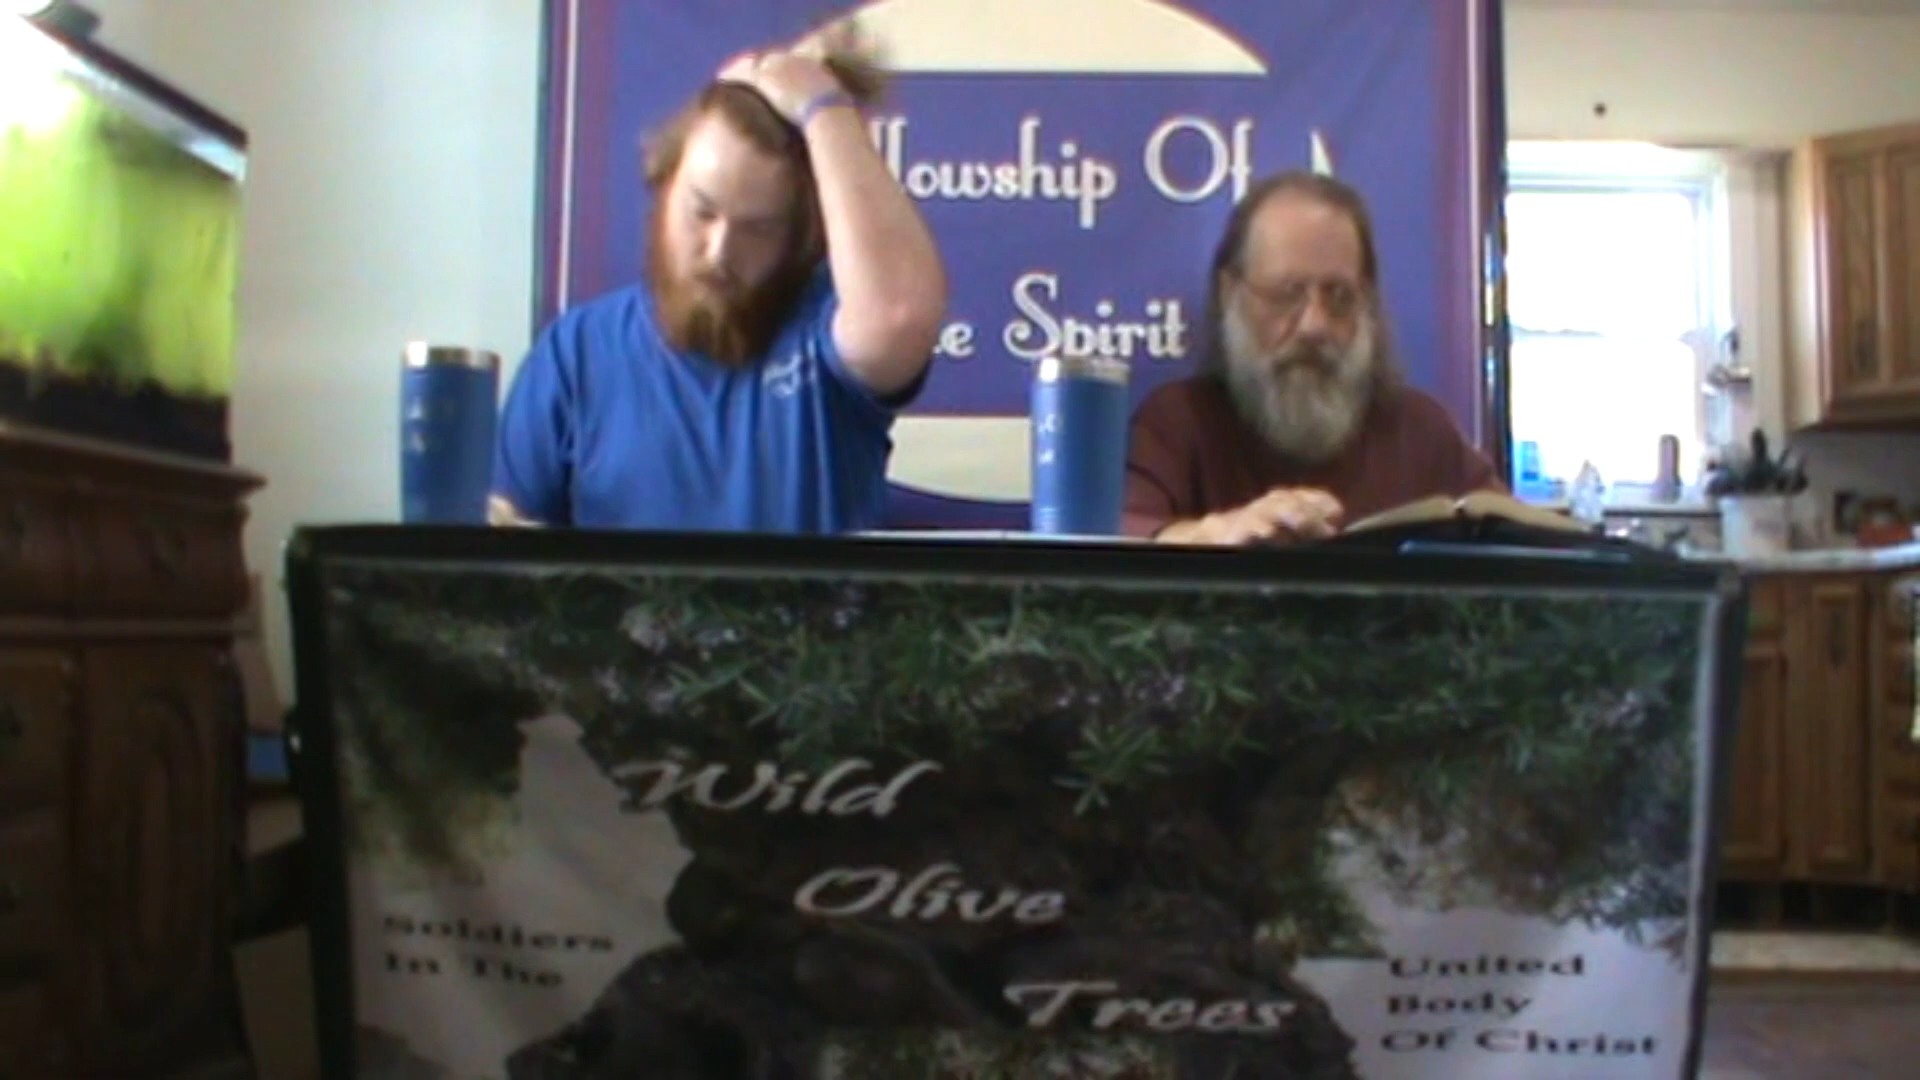 llowship Of
e Spirit
Wild
Olive
Trees
Soldiers
In The
United
Body
Of Christ